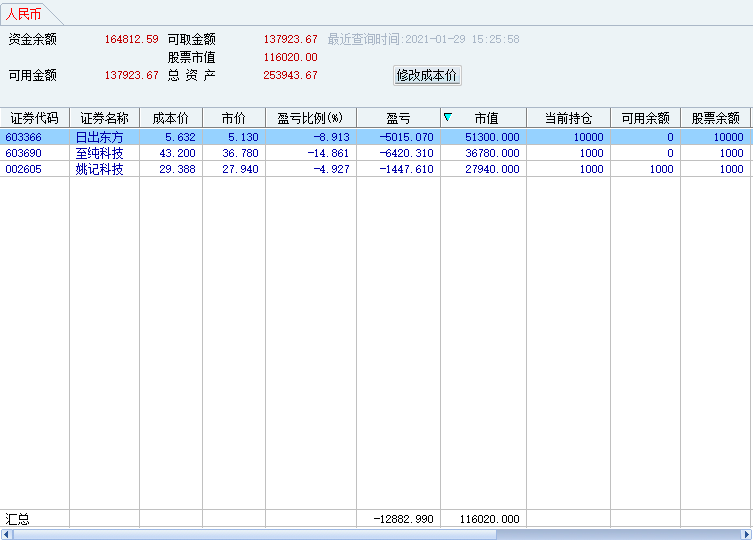 人民币
资金余额 164812.59 可取金额 137923.67 最近查询时间:2021-01-29 15:25:58
股票市值 116020.00
可用金额 137923.67 总 资 产 253943.67 修改成本价
证券代码 证券名称 成本价 市价 盈亏比例(%) 盈亏 市值 当前持仓 可用余额 股票余额
603366 日出东方 5.632 5.130 -8.913 -5015.070 51300.000 10000 0 10000
603690 至纯科技 43.200 36.780 -14.861 -6420.310 36780.000 1000 0 1000
002605 姚记科技 29.388 27.940 -4.927 -1447.610 27940.000 1000 1000 1000
汇总 -12882.990 116020.000